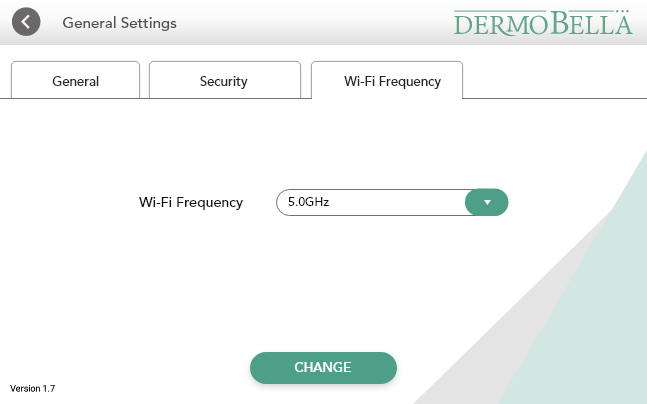 General Settings
DERMOBELLA
General
Security
Wi-Fi Frequency
Wi-Fi Frequency
5.0GHz
CHANGE
Version 1.7